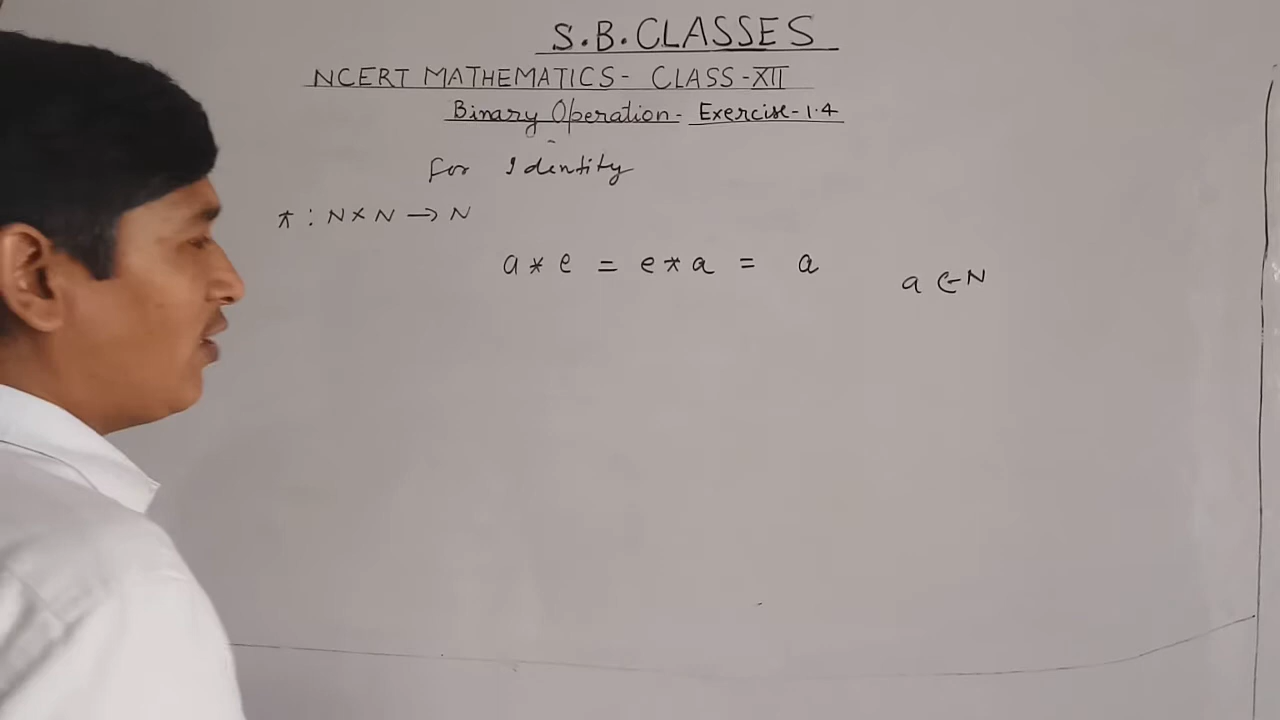 S.B. CLASSES
NCERT MATHEMATICS - CLASS - XII
Binary Operation - Exercise - 1.4
For Identity
* : N × N → N
a * e = e * a = a
a ∈ N